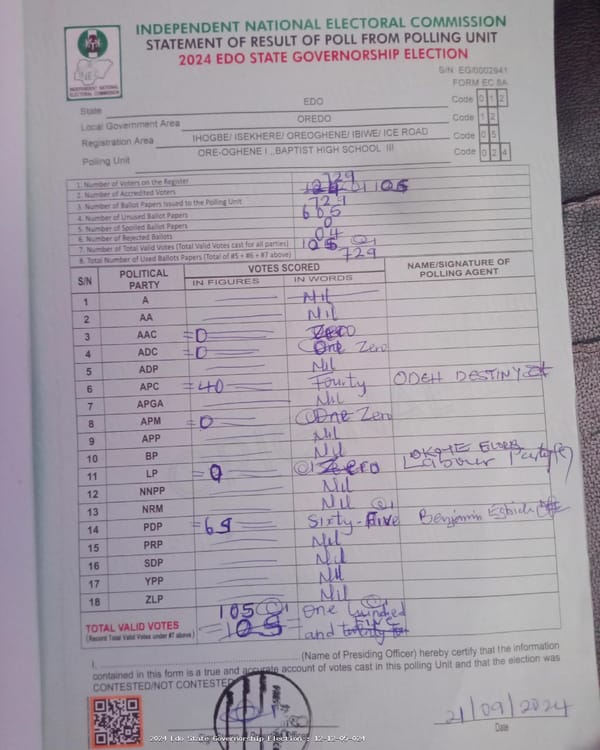 INDEPENDENT NATIONAL ELECTORAL COMMISSION
STATEMENT OF RESULT OF POLL FROM POLLING UNIT
2024 EDO STATE GOVERNORSHIP ELECTION
S/N: EG/0002941
FORM EC 8A
INDEPENDENT NATIONAL ELECTORAL COMMISSION
State EDO Code 0 1 2
Local Government Area OREDO Code 1 2
Registration Area IHOGBE/ ISEKHERE/ OREOGHENE/ IBIWE/ ICE ROAD Code 0 5
Polling Unit ORE-OGHENE I ,,BAPTIST HIGH SCHOOL III Code 0 2 4
1. Number of Voters on the Register 729
2. Number of Accredited Voters 105
3. Number of Ballot Papers Issued to the Polling Unit 729
4. Number of Unused Ballot Papers
5. Number of Spoiled Ballot Papers 0
6. Number of Rejected Ballots 04
7. Number of Total Valid Votes (Total Valid Votes cast for all parties) 105
8. Total Number of Used Ballots Papers (Total of #5 + #6 + #7 above) 729
S/N POLITICAL PARTY VOTES SCORED NAME/SIGNATURE OF POLLING AGENT
IN FIGURES IN WORDS
1 A Nil
2 AA Nil
3 AAC =0 Zero
4 ADC =0 One Zero
5 ADP Nil
6 APC =40 Fourty ODEH DESTINY
7 APGA Nil
8 APM =0 One Zero
9 APP Nil
10 BP Nil
11 LP =0 Zero Labour Party
12 NNPP Nil
13 NRM Nil
14 PDP =65 Sixty-Five Benjamin
15 PRP Nil
16 SDP Nil
17 YPP Nil
18 ZLP Nil
TOTAL VALID VOTES 105 One hundred
(Record Total Valid Votes under #7 above) 105 and
I, (Name of Presiding Officer) hereby certify that the information
contained in this form is a true and accurate account of votes cast in this polling Unit and that the election was
CONTESTED/NOT CONTESTED
21/09/2024
Date
2024 Edo State Governorship Election : 12-12-05-024